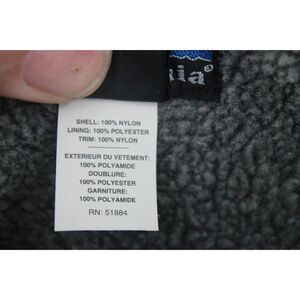 nia®
SHELL: 100% NYLON
LINING: 100% POLYESTER
TRIM: 100% NYLON
EXTERIEUR DU VETEMENT:
100% POLYAMIDE
DOUBLURE:
100% POLYESTER
GARNITURE:
100% POLYAMIDE
RN: 51884